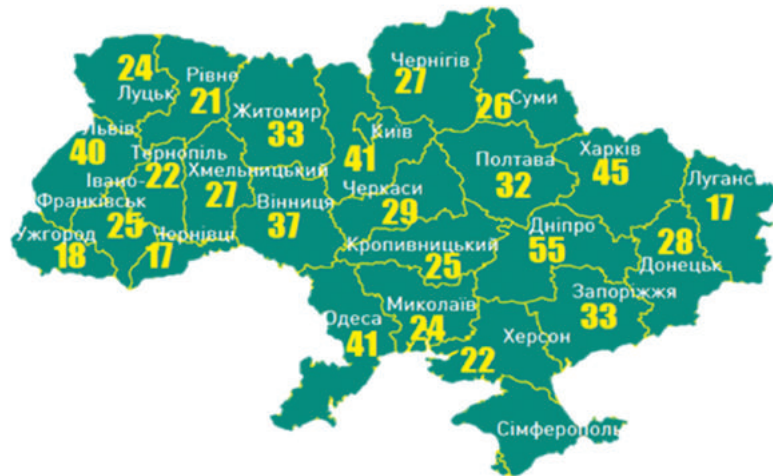 24
Луцьк
Рівне
21
Житомир
33
Чернігів
27
Суми
26
Київ
41
Львів
40
Тернопіль
22
Хмельницький
27
Івано-
Франківськ
25
Ужгород
18
Чернівці
17
Вінниця
37
Черкаси
29
Полтава
32
Харків
45
Луганс
17
Кропивницький
25
Дніпро
55
28
Донецьк
Запоріжжя
33
Одеса
41
Миколаїв
24
Херсон
22
Сімферополь